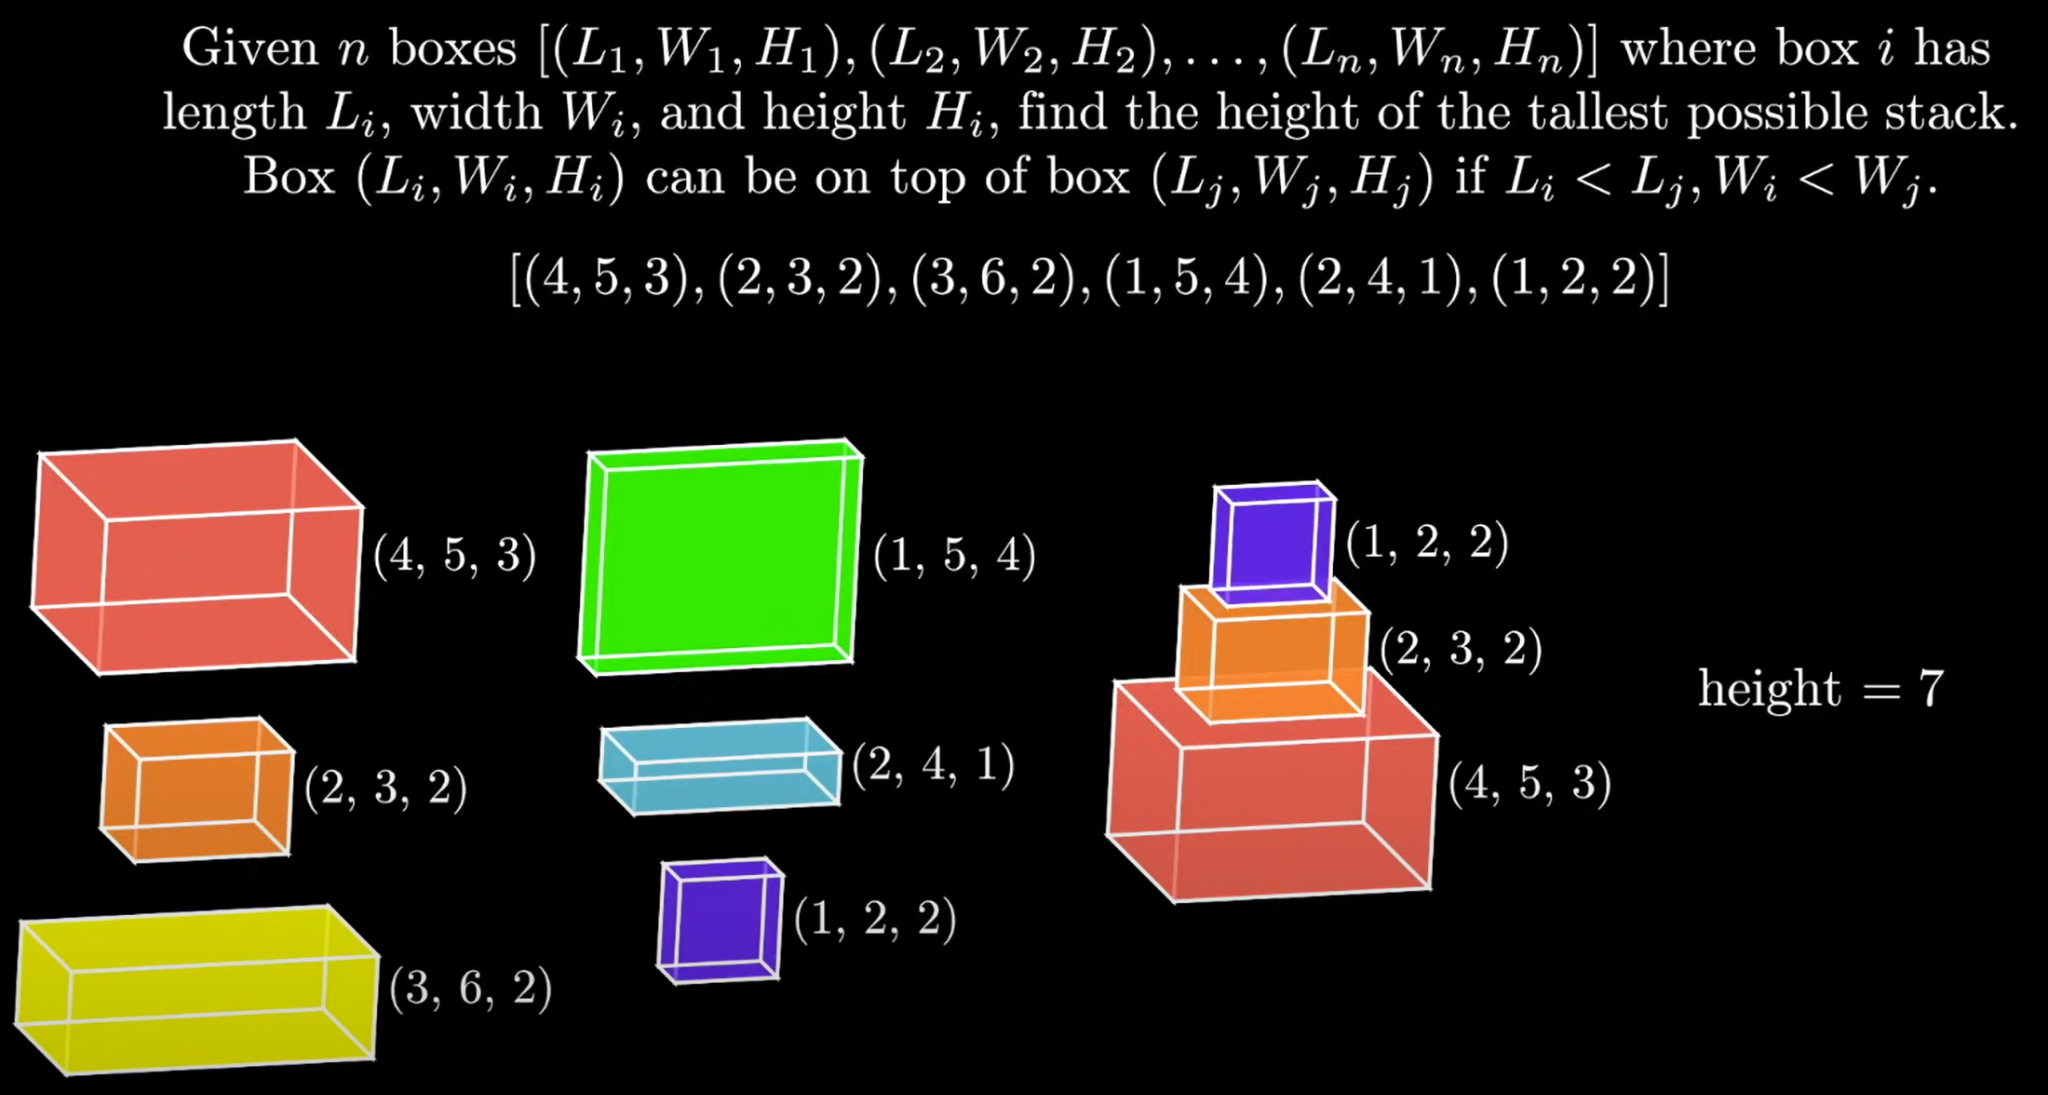 Given n boxes [(L₁, W₁, H₁), (L₂, W₂, H₂), . . . , (Lₙ, Wₙ, Hₙ)] where box i has
length Lᵢ, width Wᵢ, and height Hᵢ, find the height of the tallest possible stack.
Box (Lᵢ, Wᵢ, Hᵢ) can be on top of box (Lⱼ, Wⱼ, Hⱼ) if Lᵢ < Lⱼ, Wᵢ < Wⱼ.
[(4, 5, 3), (2, 3, 2), (3, 6, 2), (1, 5, 4), (2, 4, 1), (1, 2, 2)]
(4, 5, 3)
(2, 3, 2)
(3, 6, 2)
(1, 5, 4)
(2, 4, 1)
(1, 2, 2)
(1, 2, 2)
(2, 3, 2)
(4, 5, 3)
height = 7